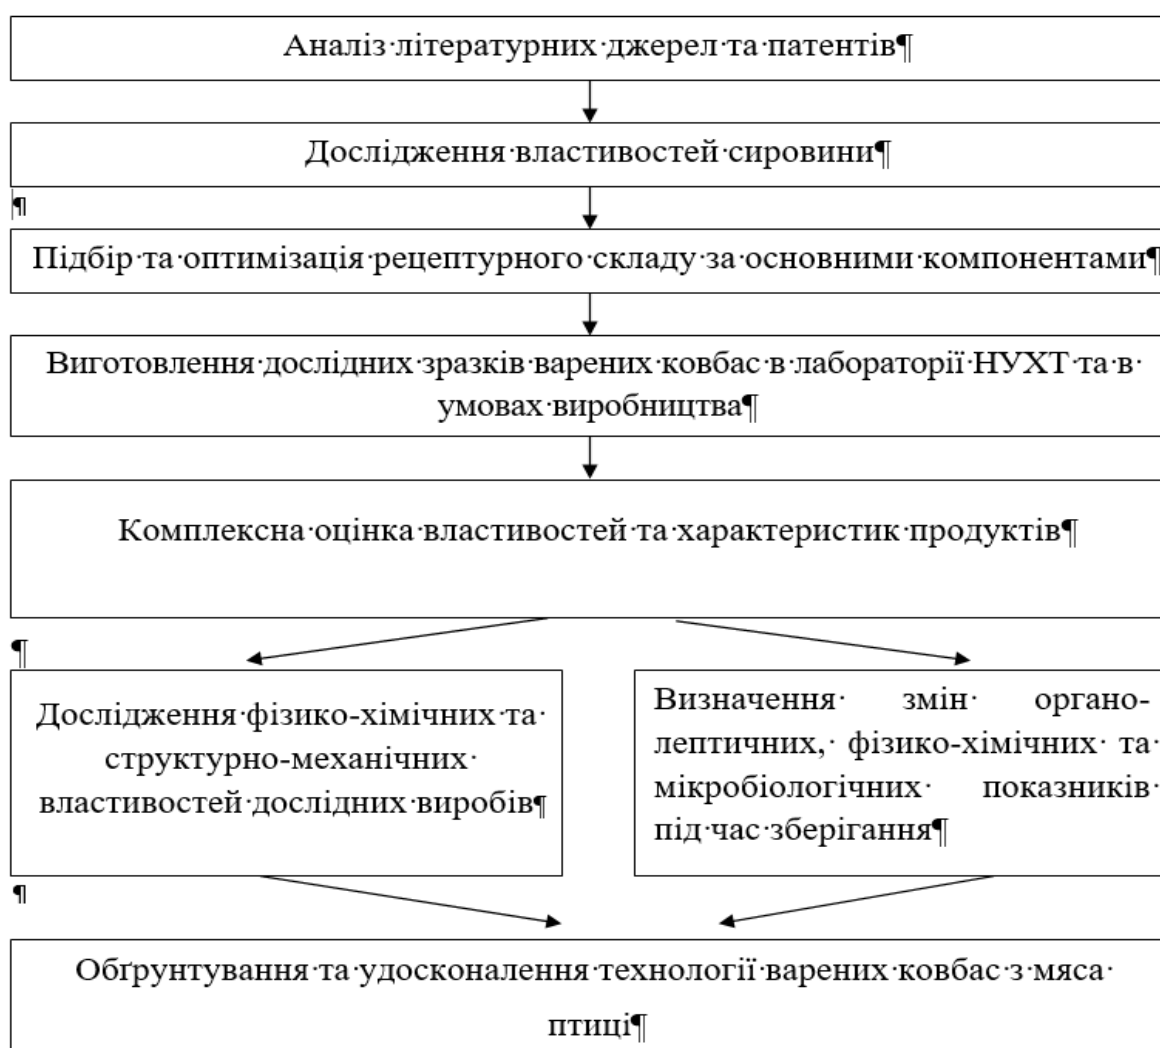 Аналіз літературних джерел та патентів¶
Дослідження властивостей сировини¶
¶
Підбір та оптимізація рецептурного складу за основними компонентами¶
Виготовлення дослідних зразків варених ковбас в лабораторії НУХТ та в
умовах виробництва¶
Комплексна оцінка властивостей та характеристик продуктів¶
¶
Дослідження фізико-хімічних та
структурно-механічних
властивостей дослідних виробів¶
Визначення змін органо-
лептичних, фізико-хімічних та
мікробіологічних показників
під час зберігання¶
¶
Обґрунтування та удосконалення технології варених ковбас з мяса
птиці¶